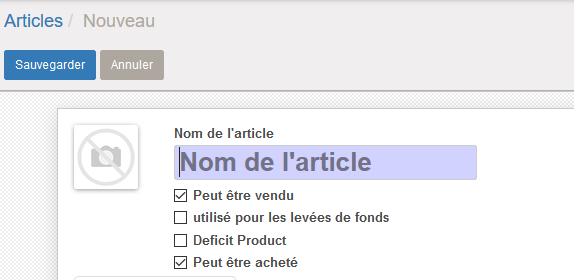 Articles / Nouveau
Sauvegarder Annuler
Nom de l'article
Nom de l'article
Peut être vendu
utilisé pour les levées de fonds
Deficit Product
Peut être acheté